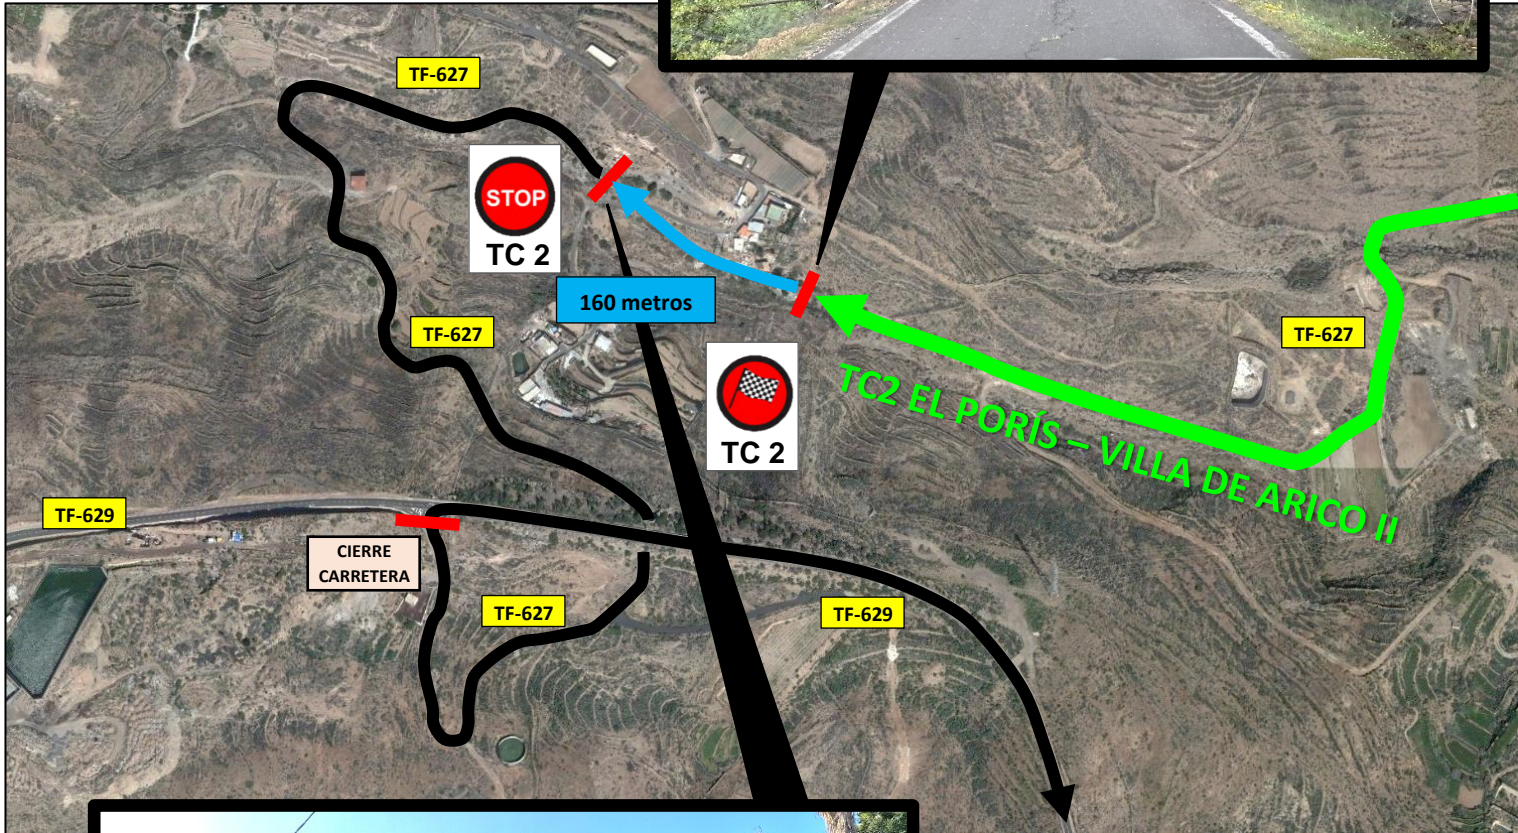 TF-627
STOP
TC 2
160 metros
TF-627
TF-627
TC 2
TC2 EL PORÍS – VILLA DE ARICO II
TF-629
CIERRE
CARRETERA
TF-627
TF-629